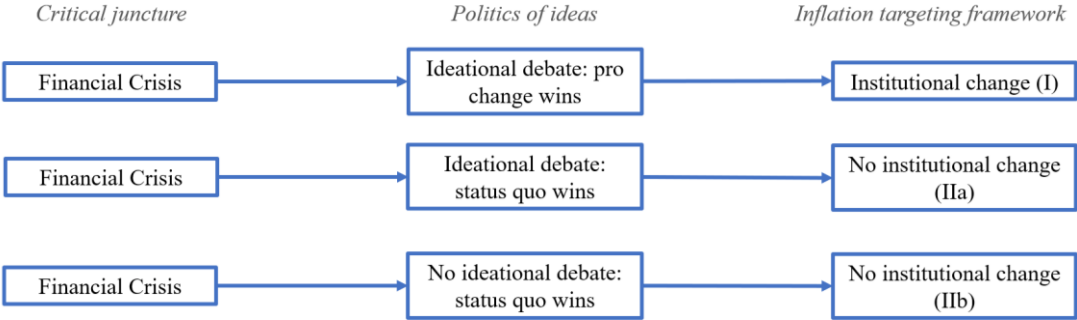 Critical juncture
Politics of ideas
Inflation targeting framework
Financial Crisis
Ideational debate: pro
change wins
Institutional change (I)
Financial Crisis
Ideational debate:
status quo wins
No institutional change
(IIa)
Financial Crisis
No ideational debate:
status quo wins
No institutional change
(IIb)